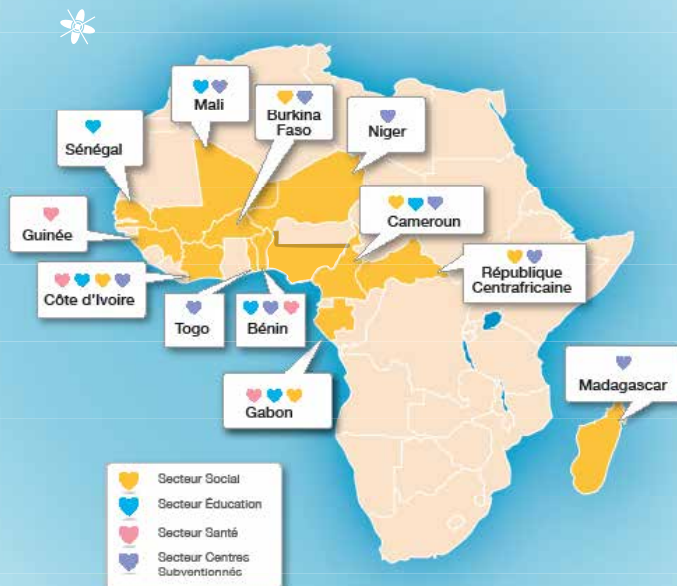 Mali
Burkina
Faso
Niger
Sénégal
Guinée
Cameroun
République
Centrafricaine
Côte d'Ivoire
Togo
Bénin
Madagascar
Gabon
Secteur Social
Secteur Éducation
Secteur Santé
Secteur Centres
Subventionnés